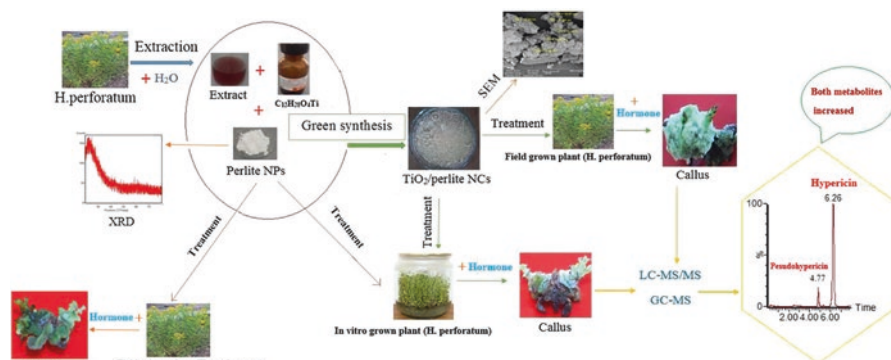 Extraction
+ H2O
H.perforatum
+
Extract
C12H28O4Ti
+
Perlite NPs
XRD
Green synthesis
TiO2/perlite NCs
SEM
Treatment
Field grown plant (H. perforatum)
+
Hormone
Callus
Both metabolites
increased
Treatment
Treatment
Treatment
Hormone +
In vitro grown plant (H. perforatum)
+ Hormone
Callus
LC-MS/MS
GC-MS
Hypericin
6.26
100
Pesudohypericin
4.77
%
0
2.00 4.00 6.00
Time